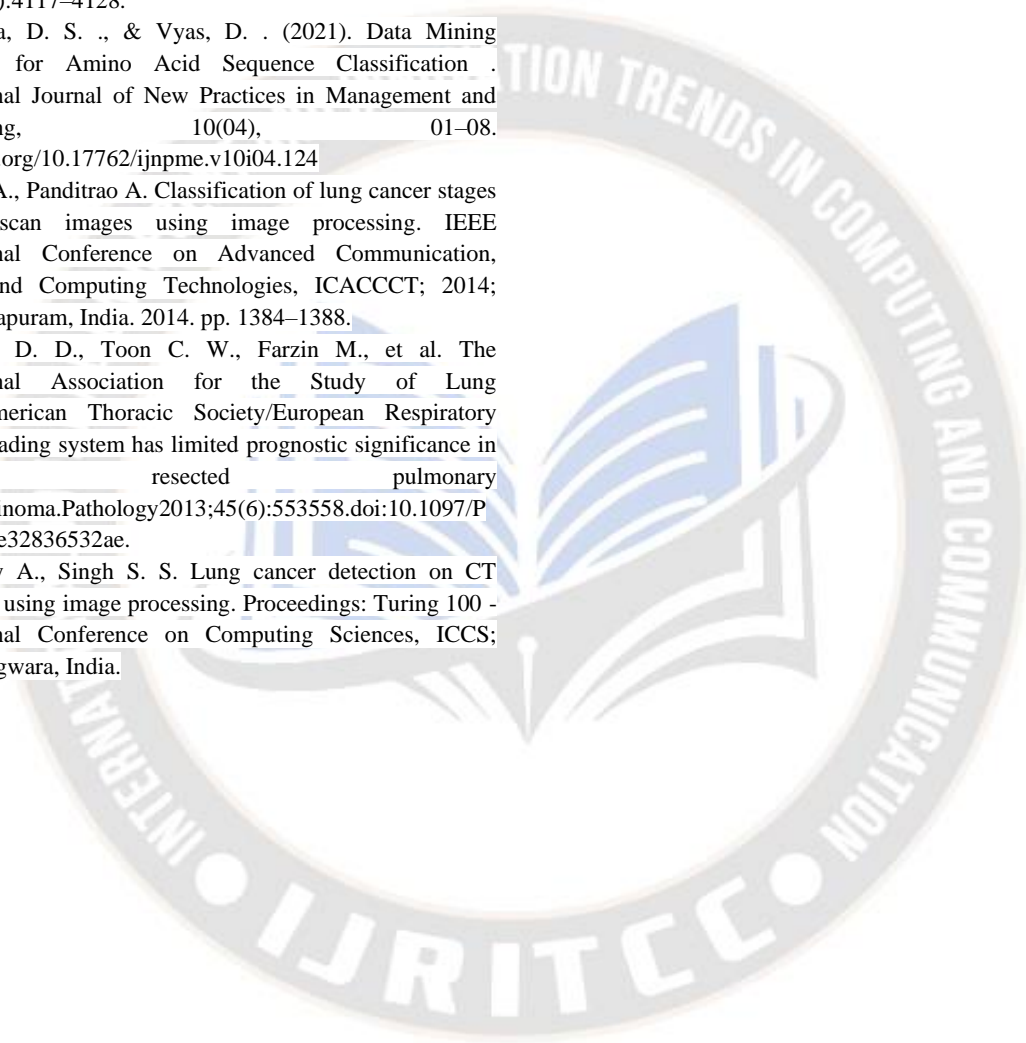 ).4117–4128.
a, D. S. ., & Vyas, D. . (2021). Data Mining
for Amino Acid Sequence Classification .
nal Journal of New Practices in Management and
ng, 10(04), 01–08.
.org/10.17762/ijnpme.v10i04.124
A., Panditrao A. Classification of lung cancer stages
scan images using image processing. IEEE
nal Conference on Advanced Communication,
nd Computing Technologies, ICACCCT; 2014;
apuram, India. 2014. pp. 1384–1388.
D. D., Toon C. W., Farzin M., et al. The
nal Association for the Study of Lung
merican Thoracic Society/European Respiratory
ading system has limited prognostic significance in
resected pulmonary
inoma.Pathology2013;45(6):553558.doi:10.1097/P
e32836532ae.
y A., Singh S. S. Lung cancer detection on CT
using image processing. Proceedings: Turing 100 -
nal Conference on Computing Sciences, ICCS;
gwara, India.
INTERNAT
TION TRENDS IN COMPUTING AND COMMUNICATION
IJRITCC